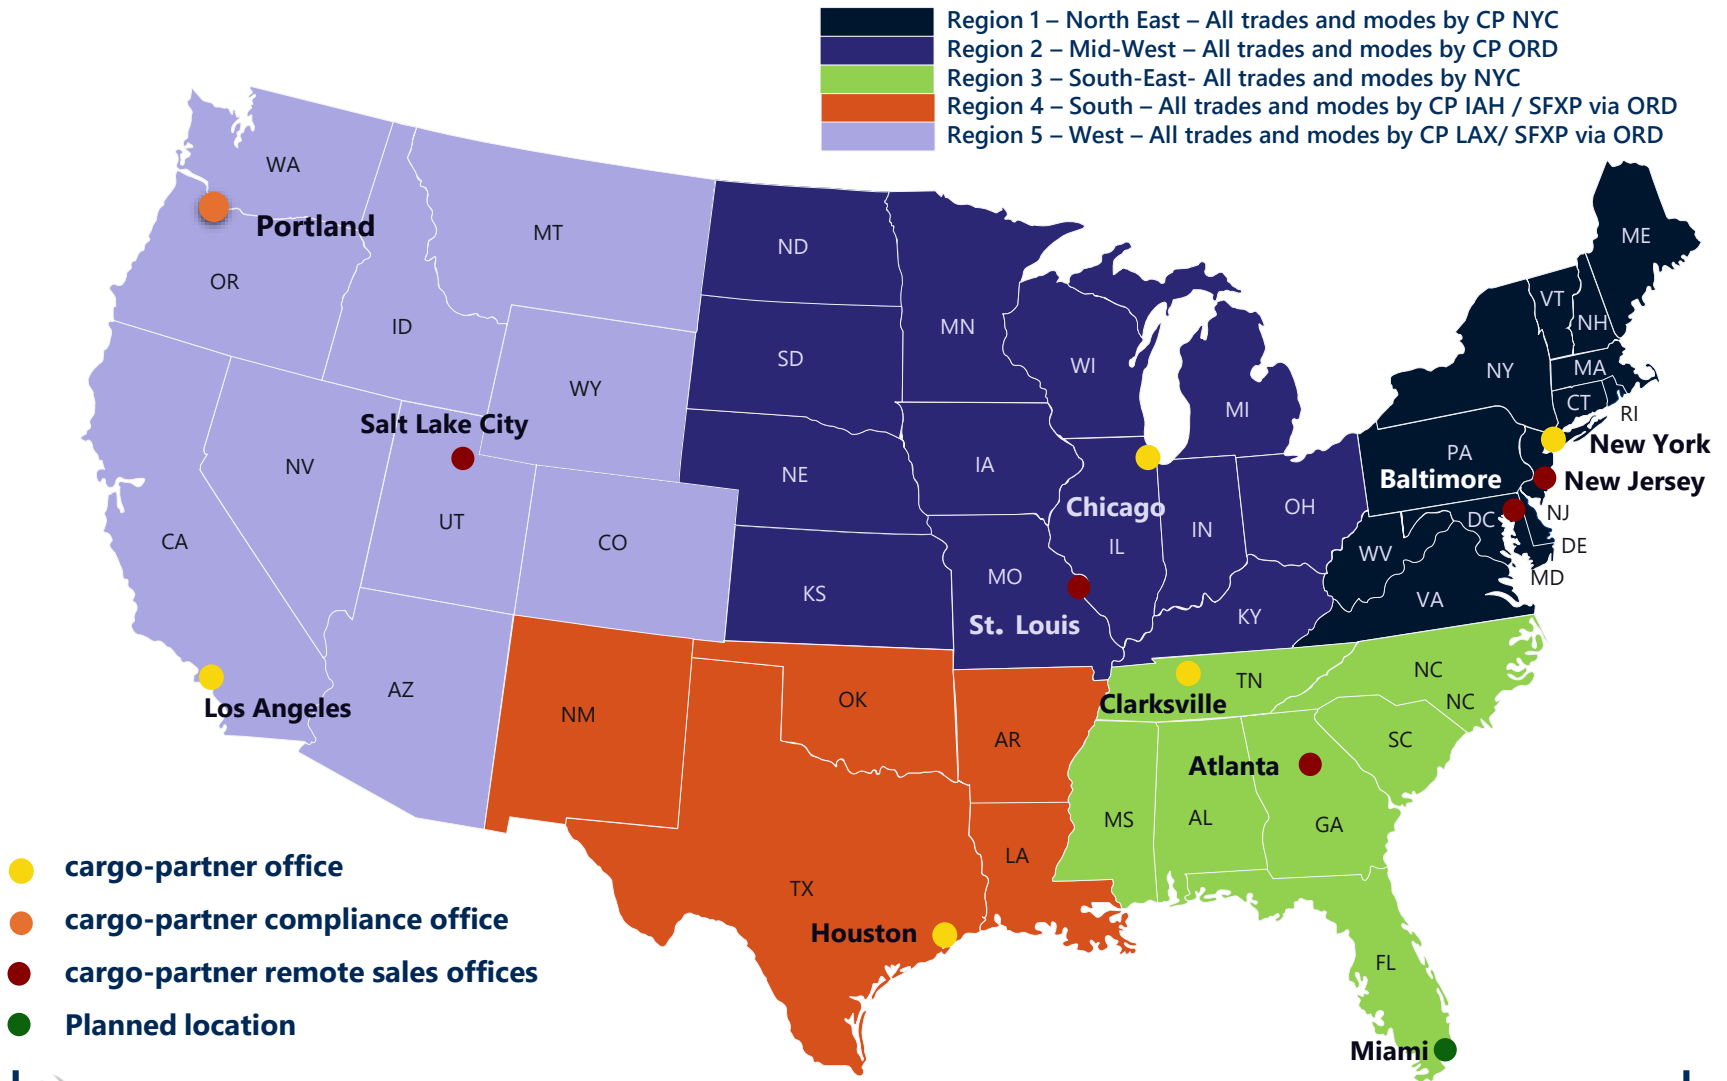 Region 1 – North East – All trades and modes by CP NYC
Region 2 – Mid-West – All trades and modes by CP ORD
Region 3 – South-East- All trades and modes by NYC
Region 4 – South – All trades and modes by CP IAH / SFXP via ORD
Region 5 – West – All trades and modes by CP LAX/ SFXP via ORD
WA
Portland
OR
MT
ID
WY
Salt Lake City
NV
UT
CA
CO
Los Angeles
AZ
ND
SD
NE
KS
MN
WI
IA
MI
Chicago
IL
IN
OH
MO
St. Louis
KY
ME
VT
NH
NY
MA
CT
RI
New York
PA
Baltimore
New Jersey
NJ
DC
DE
WV
MD
VA
NM
OK
AR
TX
LA
Houston
TN
Clarksville
NC
NC
SC
Atlanta
MS
AL
GA
FL
Miami
cargo-partner office
cargo-partner compliance office
cargo-partner remote sales offices
Planned location